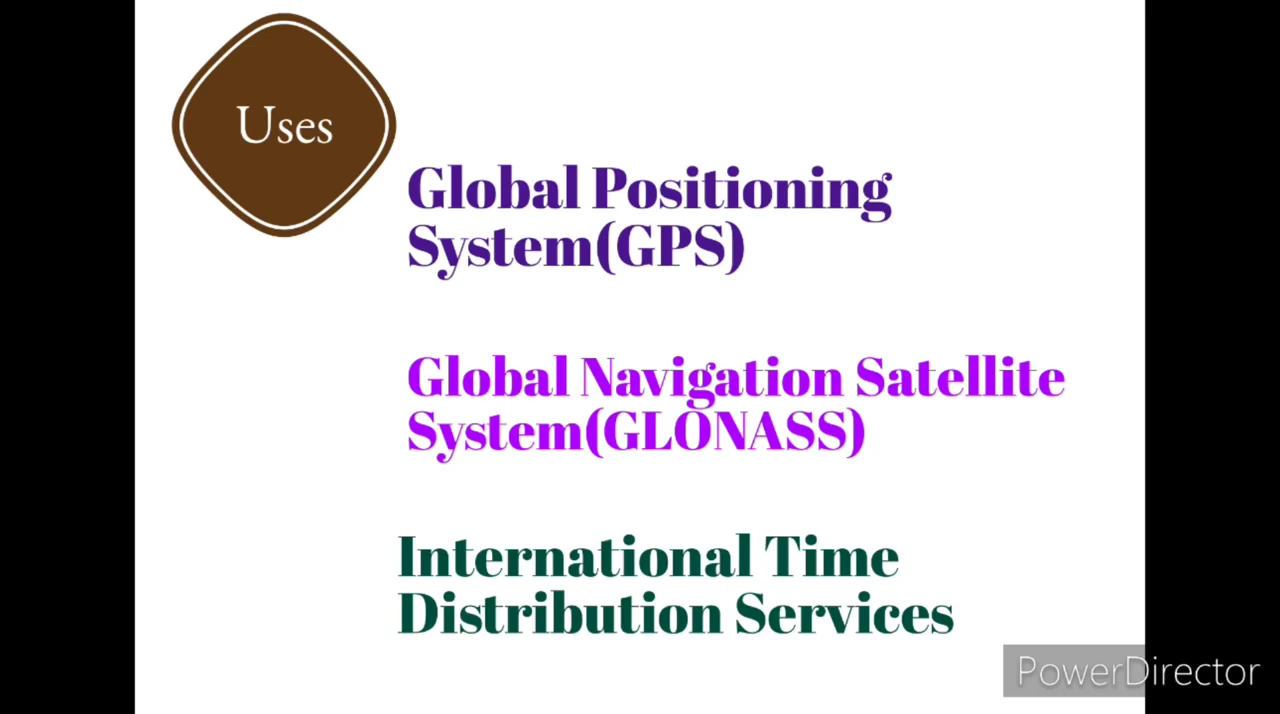 Uses
Global Positioning
System(GPS)
Global Navigation Satellite
System(GLONASS)
International Time
Distribution Services
PowerDirector